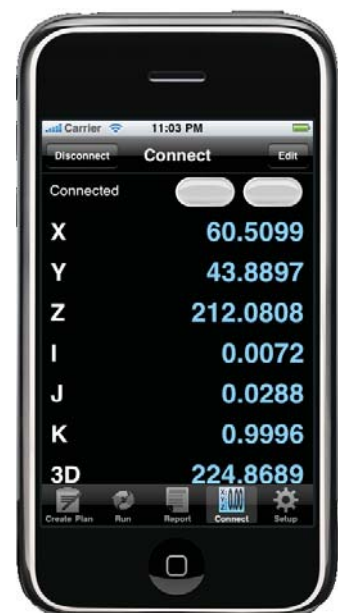 Carrier 11:03 PM
Disconnect Connect Edit
Connected
X 60.5099
Y 43.8897
Z 212.0808
I 0.0072
J 0.0288
K 0.9996
3D 224.8689
Create Plan Run Report Connect Setup